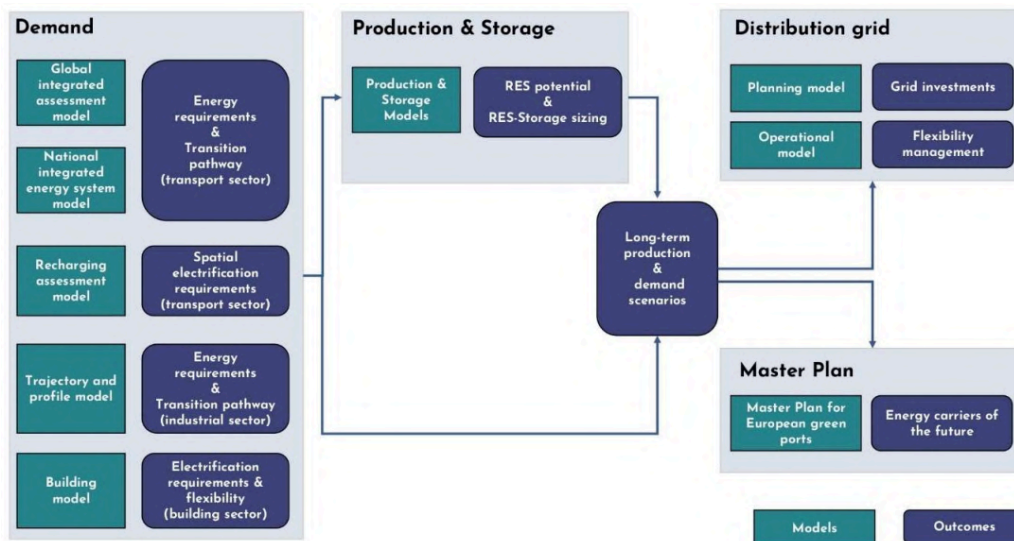 Demand
Global
integrated
assessment
model
Energy
requirements
&
Transition
pathway
(transport sector)
National
integrated
energy system
model
Recharging
assessment
model
Spatial
electrification
requirements
(transport sector)
Trajectory and
profile model
Energy
requirements
&
Transition pathway
(industrial sector)
Building
model
Electrification
requirements &
flexibility
(building sector)
Production & Storage
Production &
Storage
Models
RES potential
&
RES-Storage sizing
Long-term
production
&
demand
scenarios
Distribution grid
Planning model
Grid investments
Operational
model
Flexibility
management
Master Plan
Master Plan for
European green
ports
Energy carriers of
the future
Models
Outcomes